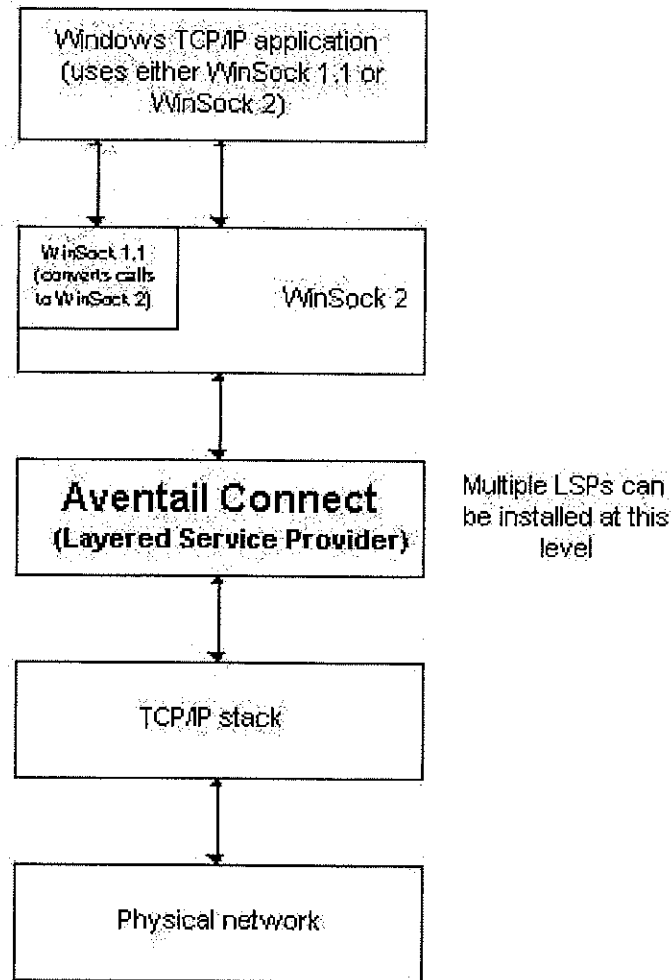 Windows TCP/IP application
(uses either WinSock 1.1 or
WinSock 2)
WinSock 1.1
(converts calls
to WinSock 2)
WinSock 2
Aventail Connect
(Layered Service Provider)
Multiple LSPs can
be installed at this
level
TCP/IP stack
Physical network